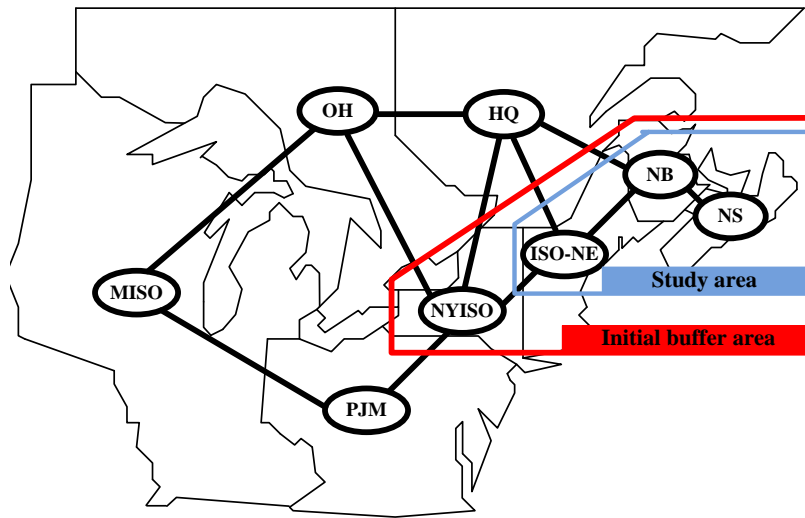 OH
HQ
NB
NS
ISO-NE
Study area
MISO
NYISO
Initial buffer area
PJM